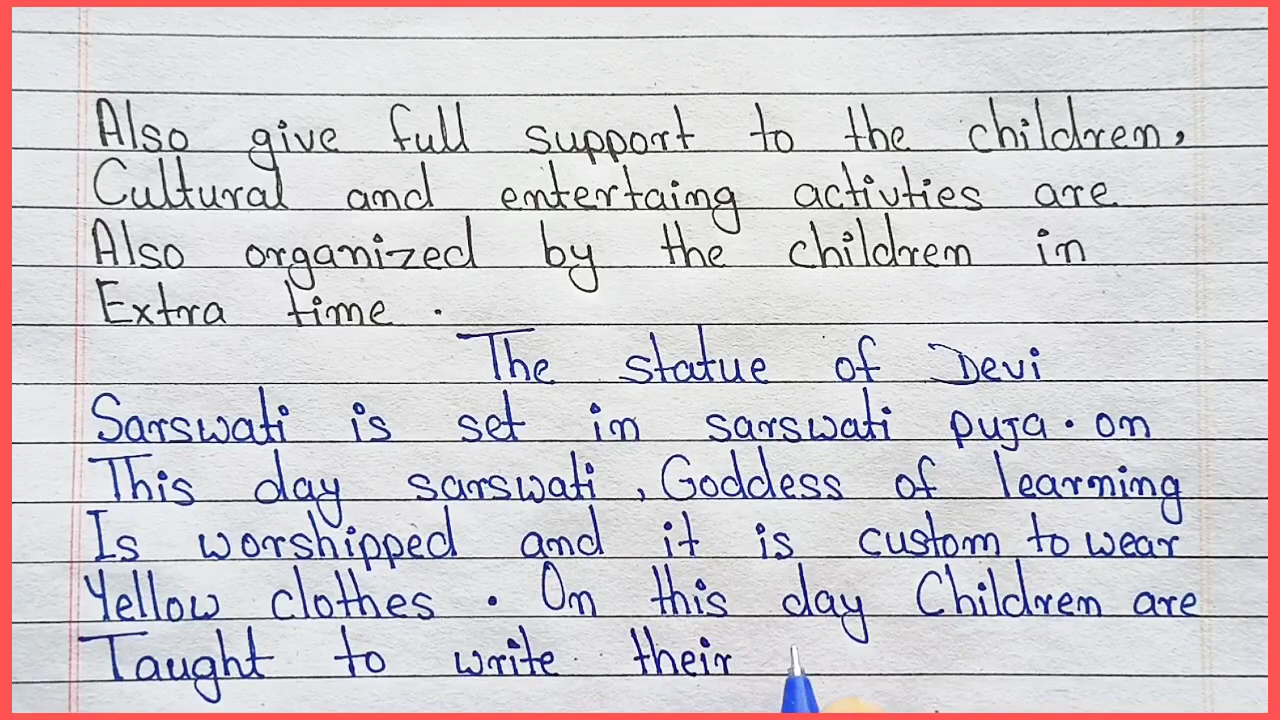 Also give full support to the children,
Cultural and entertaing activties are
Also organized by the children in
Extra time .
The statue of Devi
Sarswati is set in sarswati puja. on
This day sarswati , Goddess of learning
Is worshipped and it is custom to wear
Yellow clothes . On this day Children are
Taught to write their